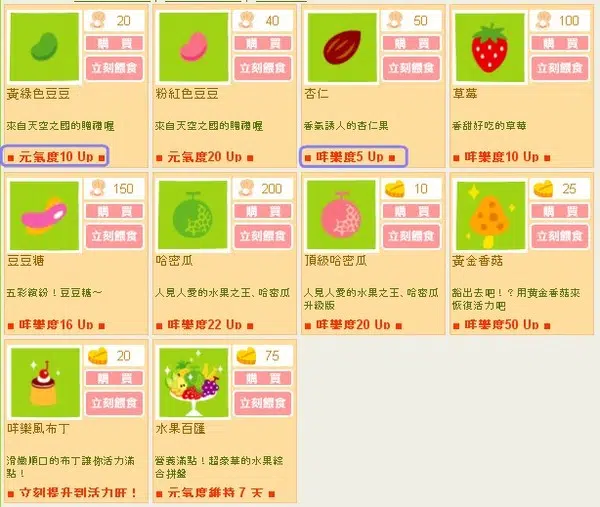 20
購 買
立刻餵食
黃綠色豆豆
來自天空之國的贈禮喔
■ 元氣度10 Up ■
40
購 買
立刻餵食
粉紅色豆豆
來自天空之國的贈禮喔
■ 元氣度20 Up ■
50
購 買
立刻餵食
杏仁
香氣誘人的杏仁果
■ 哞樂度5 Up ■
100
購 買
立刻餵食
草莓
香甜好吃的草莓
■ 哞樂度10 Up ■
150
購 買
立刻餵食
豆豆糖
五彩繽紛！豆豆糖～
■ 哞樂度16 Up ■
200
購 買
立刻餵食
哈密瓜
人見人愛的水果之王、哈密瓜
■ 哞樂度22 Up ■
10
購 買
立刻餵食
頂級哈密瓜
人見人愛的水果之王、哈密瓜
升級版
■ 哞樂度20 Up ■
25
購 買
立刻餵食
黃金香菇
豁出去吧！？用黃金香菇來
恢復活力吧
■ 哞樂度50 Up ■
20
購 買
立刻餵食
哞樂風布丁
滑嫩順口的布丁讓你活力滿
點！
■ 立刻提升到活力旺！
75
購 買
立刻餵食
水果百匯
營養滿點！超豪華的水果綜
合拼盤
■ 元氣度維持 7 天 ■